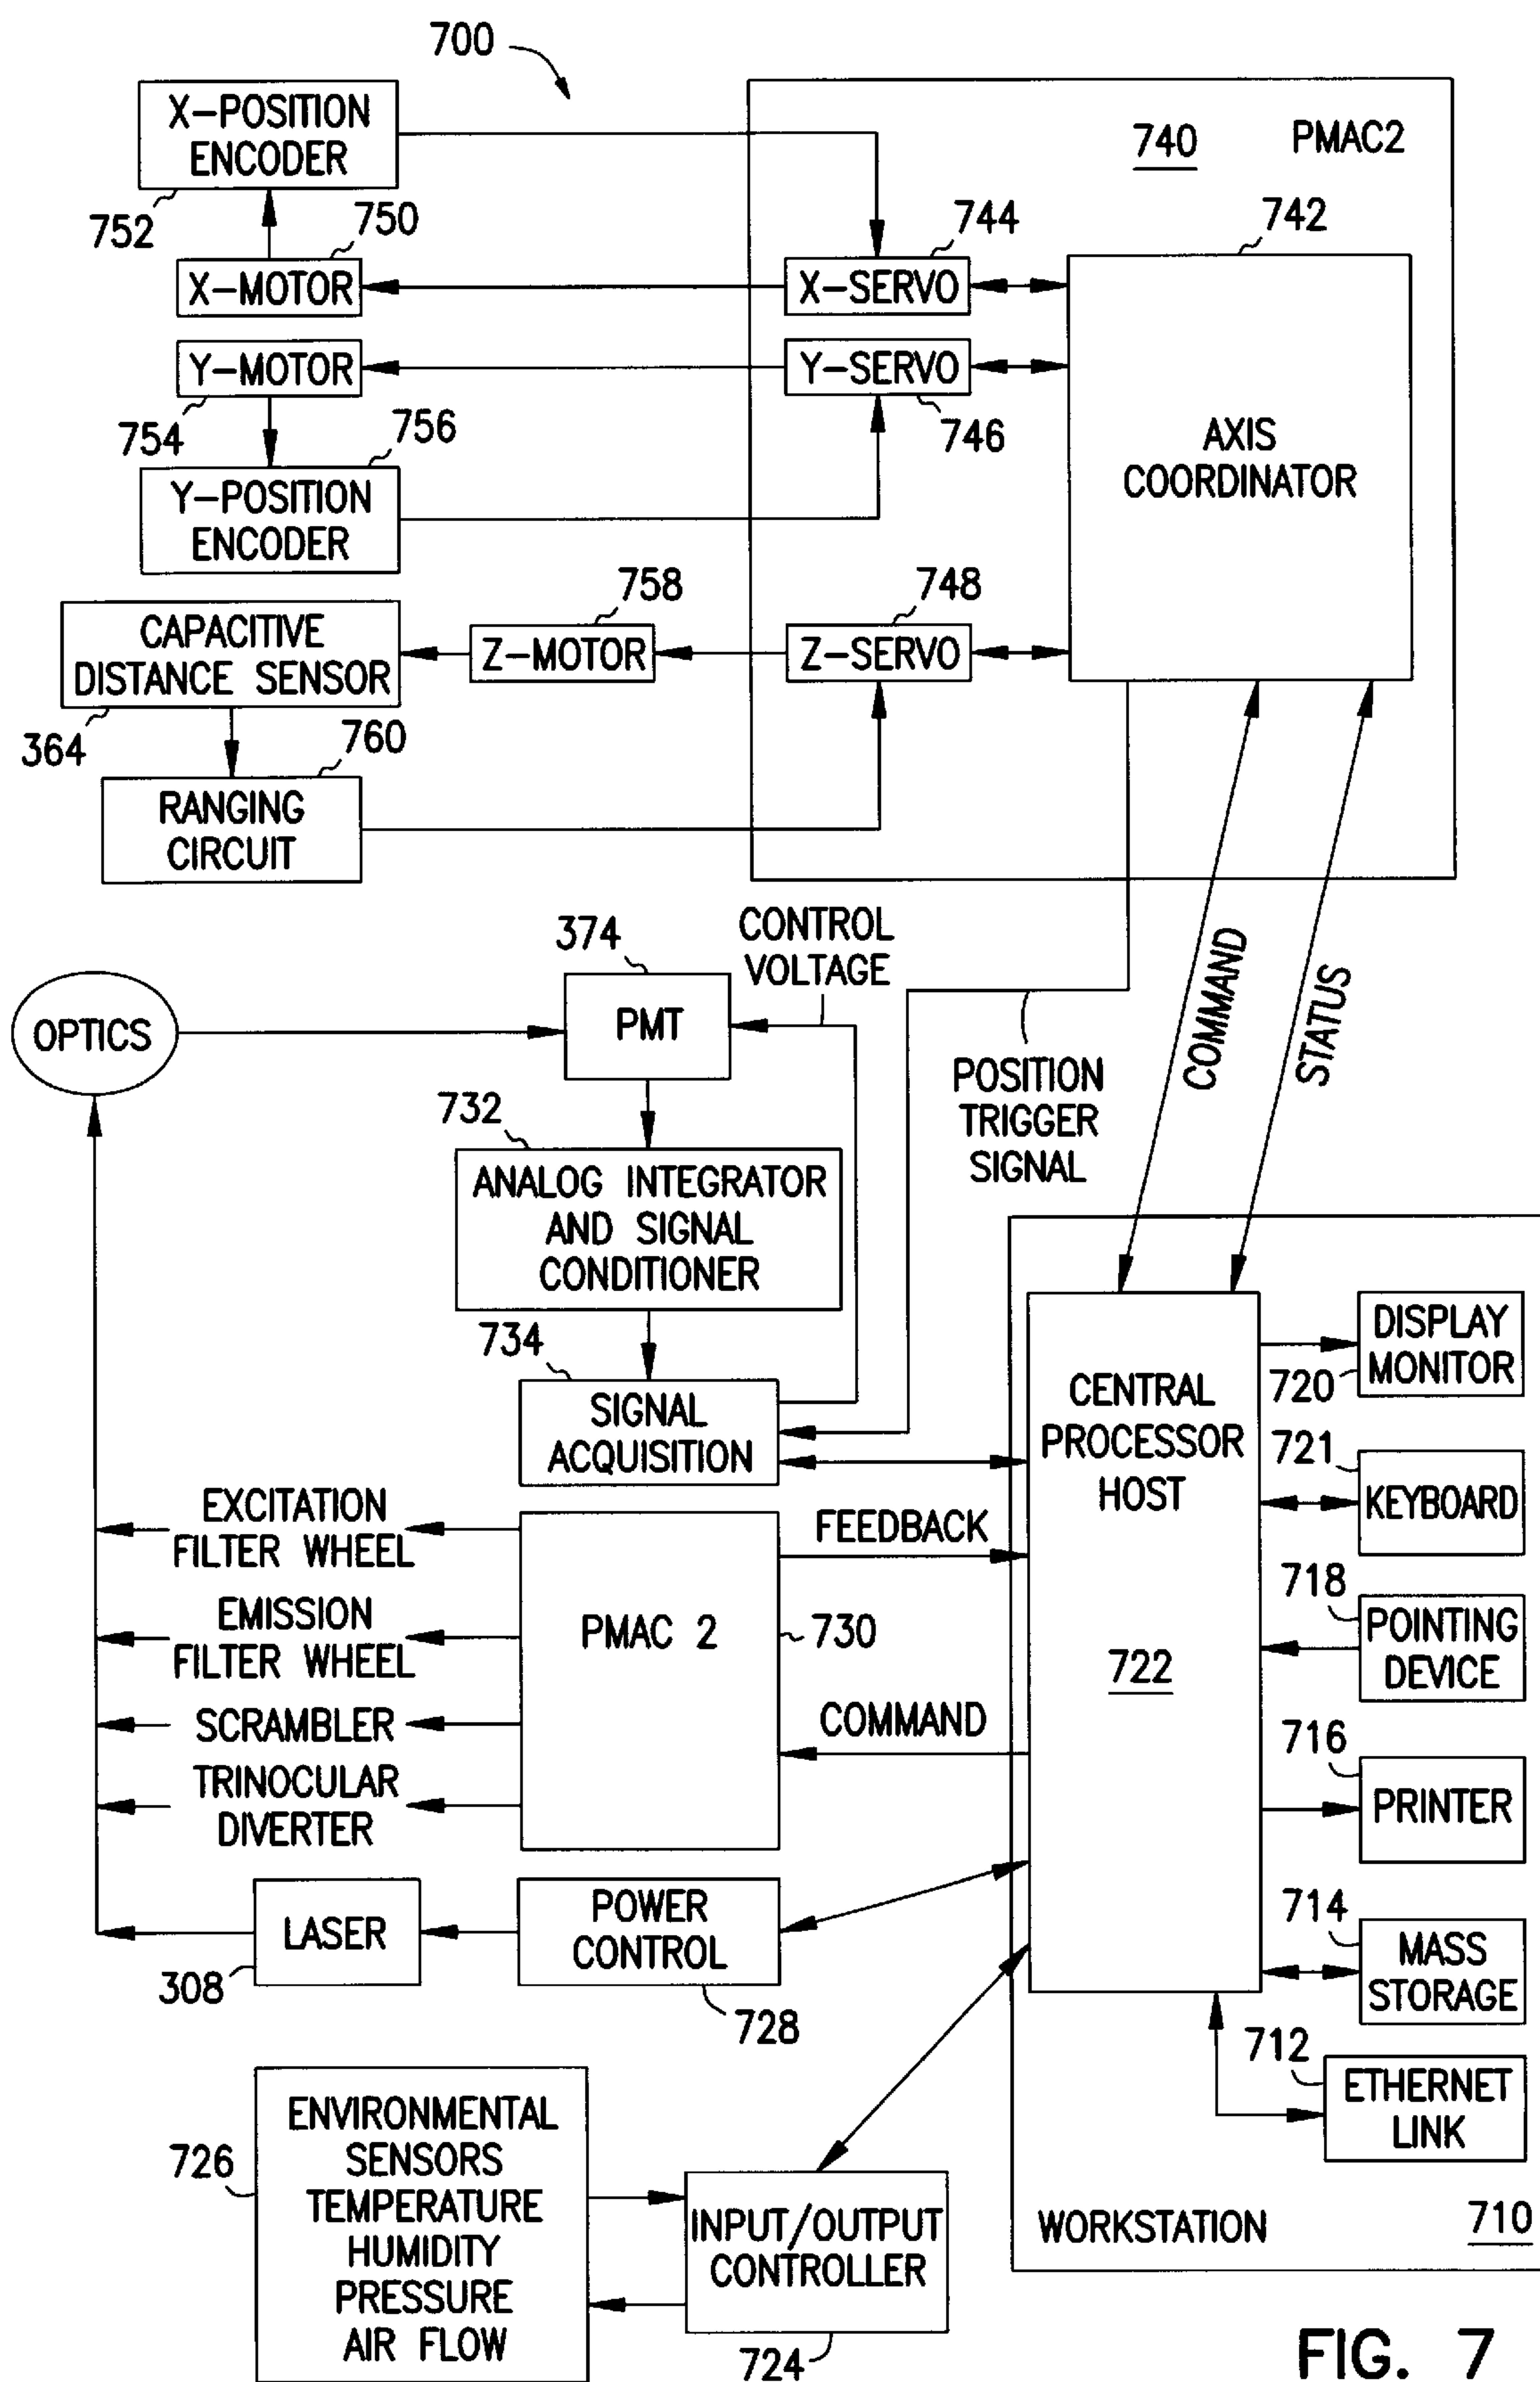 700
X-POSITION
ENCODER
752
750
X-MOTOR
Y-MOTOR
754
756
Y-POSITION
ENCODER
740
PMAC2
744
X-SERVO
Y-SERVO
746
742
AXIS
COORDINATOR
CAPACITIVE
DISTANCE SENSOR
364
758
Z-MOTOR
748
Z-SERVO
760
RANGING
CIRCUIT
OPTICS
374
PMT
CONTROL
VOLTAGE
POSITION
TRIGGER
SIGNAL
COMMAND
STATUS
732
ANALOG INTEGRATOR
AND SIGNAL
CONDITIONER
734
SIGNAL
ACQUISITION
EXCITATION
FILTER WHEEL
EMISSION
FILTER WHEEL
SCRAMBLER
TRINOCULAR
DIVERTER
PMAC 2
730
FEEDBACK
COMMAND
LASER
308
POWER
CONTROL
728
CENTRAL
PROCESSOR
HOST
722
DISPLAY
MONITOR
720
721
KEYBOARD
718
POINTING
DEVICE
716
PRINTER
714
MASS
STORAGE
712
ETHERNET
LINK
WORKSTATION
710
726
ENVIRONMENTAL
SENSORS
TEMPERATURE
HUMIDITY
PRESSURE
AIR FLOW
INPUT/OUTPUT
CONTROLLER
724
FIG. 7